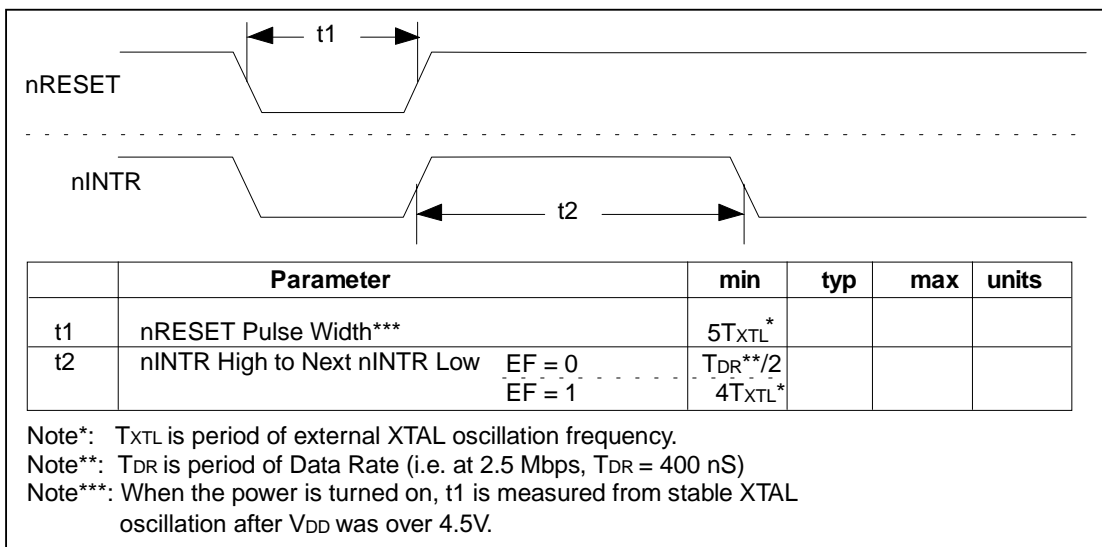 t1
nRESET
nINTR
t2
Parameter min typ max units
t1 nRESET Pulse Width*** 5TXTL*
t2 nINTR High to Next nINTR Low EF = 0 TDR**/2
EF = 1 4TXTL*
Note*: TXTL is period of external XTAL oscillation frequency.
Note**: TDR is period of Data Rate (i.e. at 2.5 Mbps, TDR = 400 nS)
Note***: When the power is turned on, t1 is measured from stable XTAL
oscillation after VDD was over 4.5V.